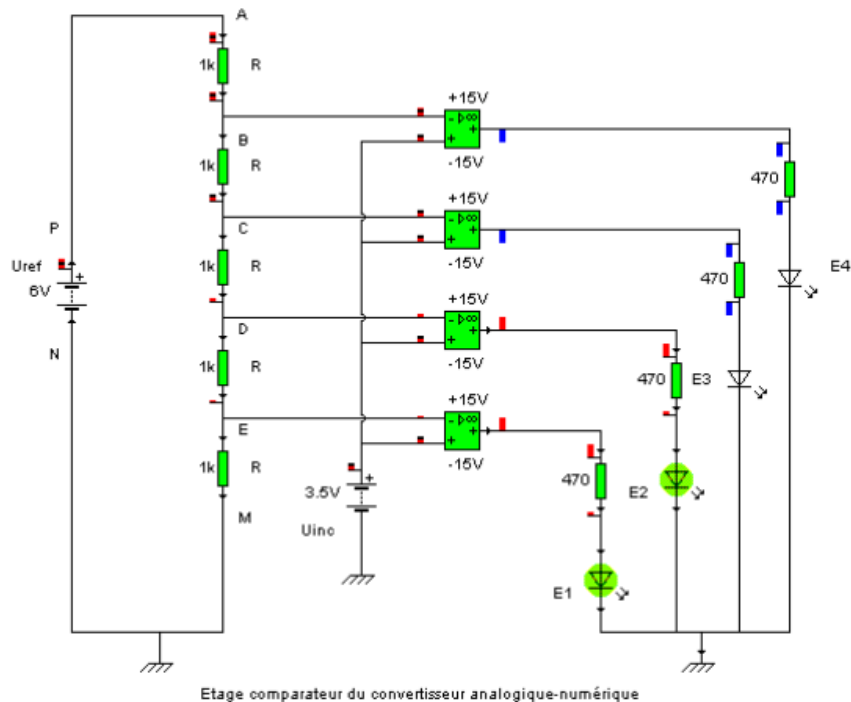 A
1k R
+15V
- ▷∞
+ +
-15V
B
1k R
470
+15V
- ▷∞
+ +
-15V
P
C
Uref
+
6V
1k R
470
E4
+15V
- ▷∞
+ +
-15V
N
D
1k R
470
E3
+15V
- ▷∞
+ +
-15V
E
1k R
+
3.5V
470
E2
M
Uinc
E1
Etage comparateur du convertisseur analogique-numérique